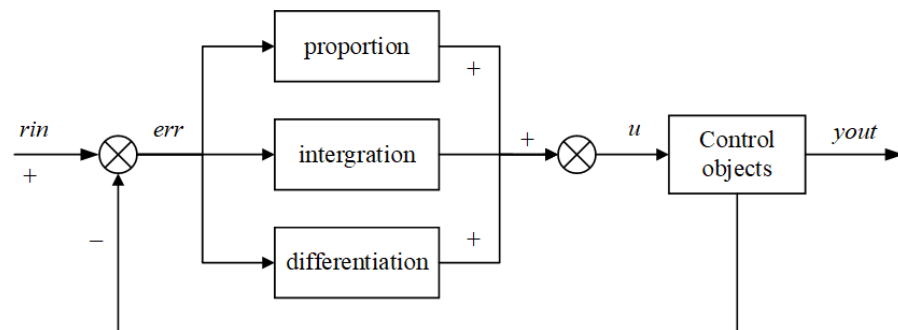 proportion
+
rin
err
+
u
yout
+
intergration
Control
objects
−
+
differentiation